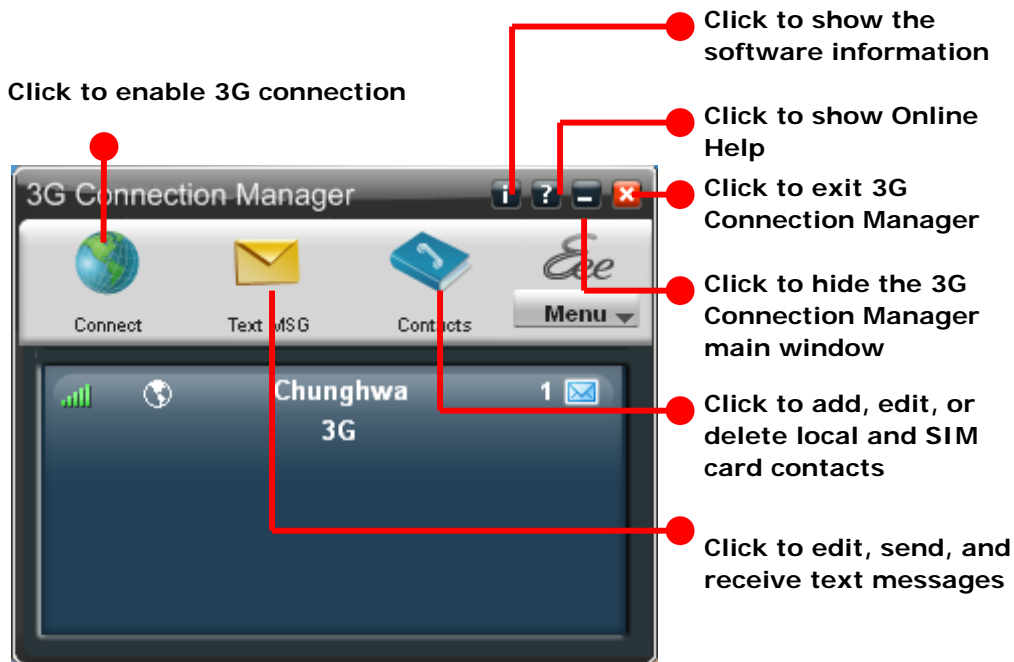 Click to show the
software information
Click to enable 3G connection
Click to show Online
Help
3G Connection Manager
i ?
Click to exit 3G
Connection Manager
Eee
Connect
Text MSG
Contacts
Menu
Click to hide the 3G
Connection Manager
main window
Chunghwa
1
3G
Click to add, edit, or
delete local and SIM
card contacts
Click to edit, send, and
receive text messages